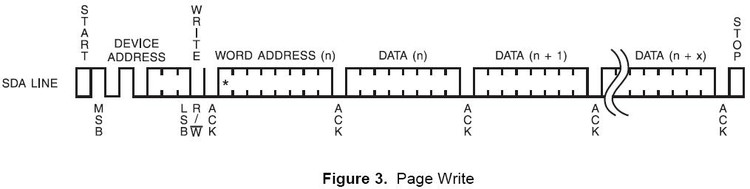 START
WRITE
STOP
DEVICE
ADDRESS
WORD ADDRESS (n)
DATA (n)
DATA (n + 1)
DATA (n + x)
SDA LINE
*
MSB
LSB
R/W̅
ACK
ACK
ACK
ACK
ACK
Figure 3. Page Write